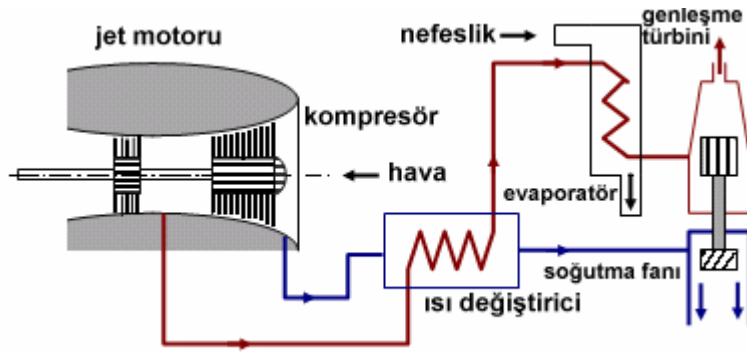 jet motoru
kompresör
hava
nefeslik
genleşme
türbini
evaporatör
soğutma fanı
ısı değiştirici